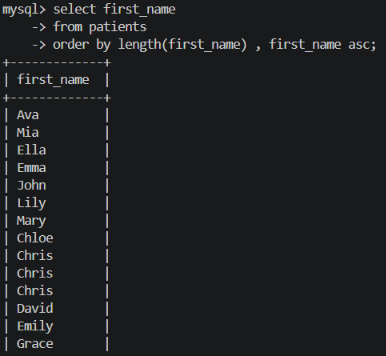 mysql> select first_name
    -> from patients
    -> order by length(first_name) , first_name asc;
+------------+
| first_name |
+------------+
| Ava        |
| Mia        |
| Ella       |
| Emma       |
| John       |
| Lily       |
| Mary       |
| Chloe      |
| Chris      |
| Chris      |
| Chris      |
| David      |
| Emily      |
| Grace      |